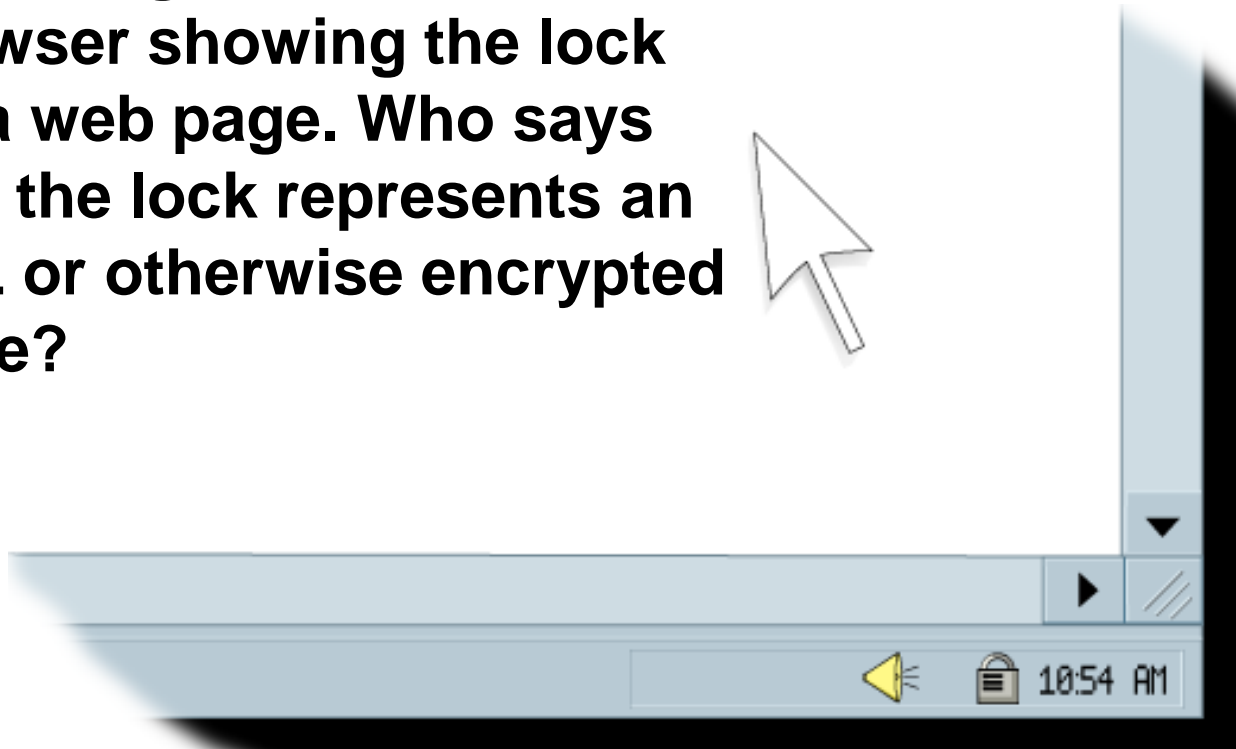 wser showing the lock
a web page. Who says
the lock represents an
or otherwise encrypted
e?
10:54 AM